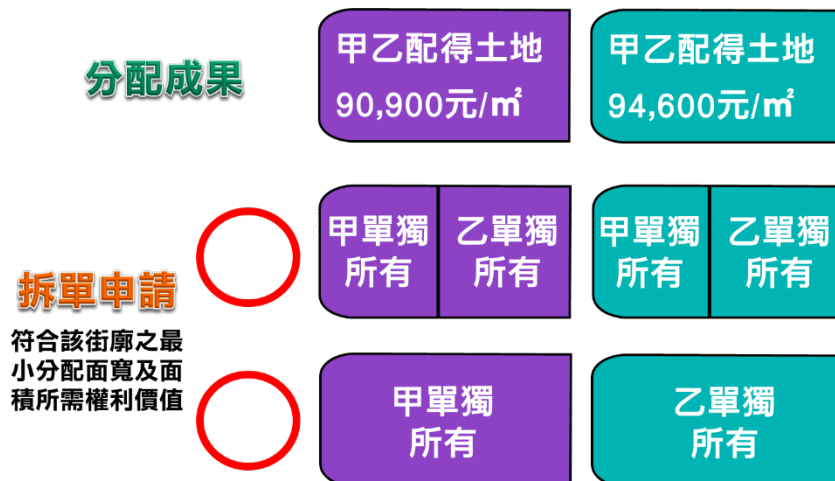 分配成果
甲乙配得土地
90,900元/㎡
甲乙配得土地
94,600元/㎡
拆單申請
符合該街廓之最
小分配面寬及面
積所需權利價值
甲單獨
所有
乙單獨
所有
甲單獨
所有
乙單獨
所有
甲單獨
所有
乙單獨
所有